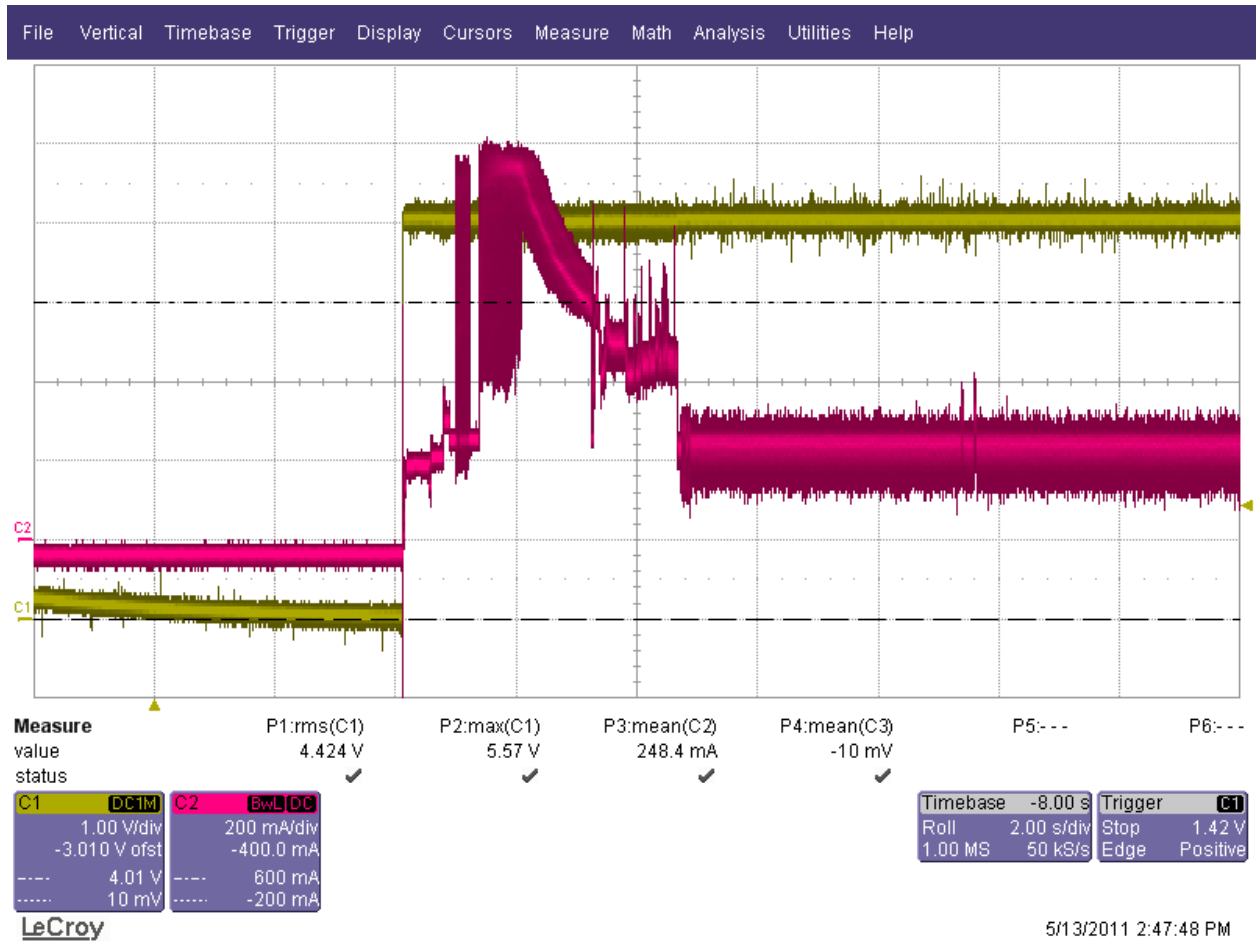 File Vertical Timebase Trigger Display Cursors Measure Math Analysis Utilities Help
C2
C1
Measure P1:rms(C1) P2:max(C1) P3:mean(C2) P4:mean(C3) P5:- - - P6:- - -
value 4.424 V 5.57 V 248.4 mA -10 mV
status
C1 DC1M C2 BwL DC Timebase -8.00 s Trigger C1
1.00 V/div 200 mA/div Roll 2.00 s/div Stop 1.42 V
-3.010 V ofst -400.0 mA 1.00 MS 50 kS/s Edge Positive
4.01 V 600 mA
10 mV -200 mA
LeCroy 5/13/2011 2:47:48 PM